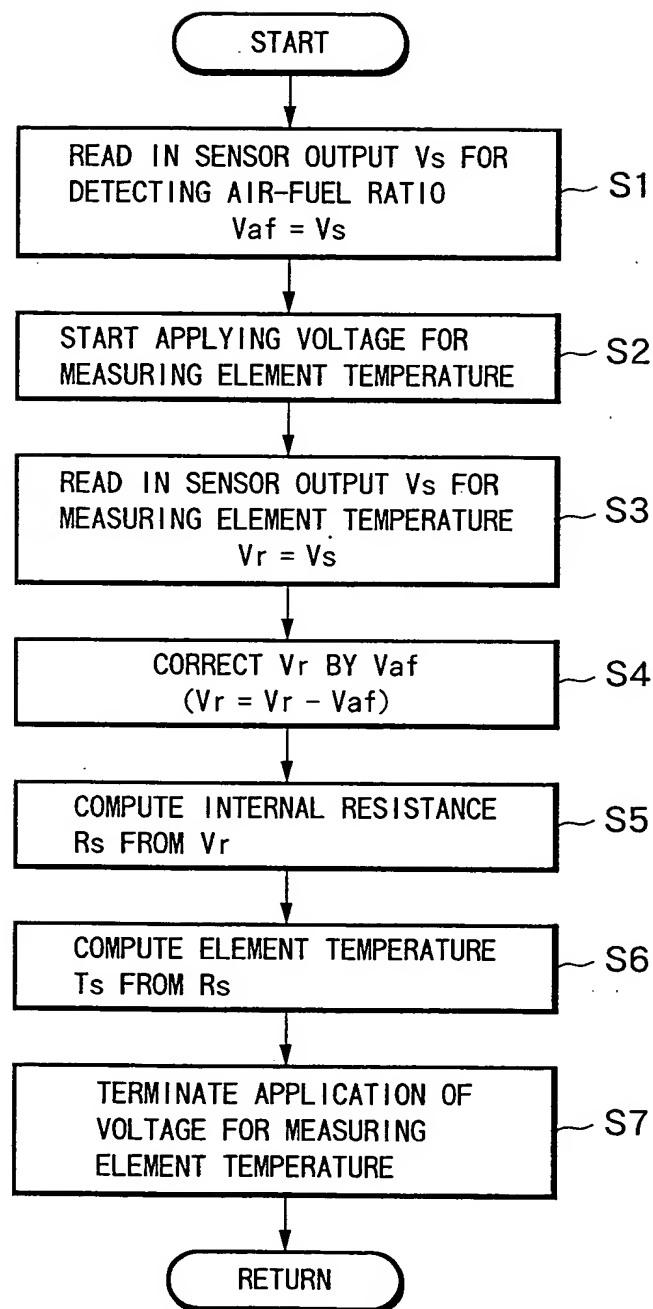 START
READ IN SENSOR OUTPUT Vs FOR
DETECTING AIR-FUEL RATIO
Vaf = Vs
S1
START APPLYING VOLTAGE FOR
MEASURING ELEMENT TEMPERATURE
S2
READ IN SENSOR OUTPUT Vs FOR
MEASURING ELEMENT TEMPERATURE
Vr = Vs
S3
CORRECT Vr BY Vaf
(Vr = Vr - Vaf)
S4
COMPUTE INTERNAL RESISTANCE
Rs FROM Vr
S5
COMPUTE ELEMENT TEMPERATURE
Ts FROM Rs
S6
TERMINATE APPLICATION OF
VOLTAGE FOR MEASURING
ELEMENT TEMPERATURE
S7
RETURN